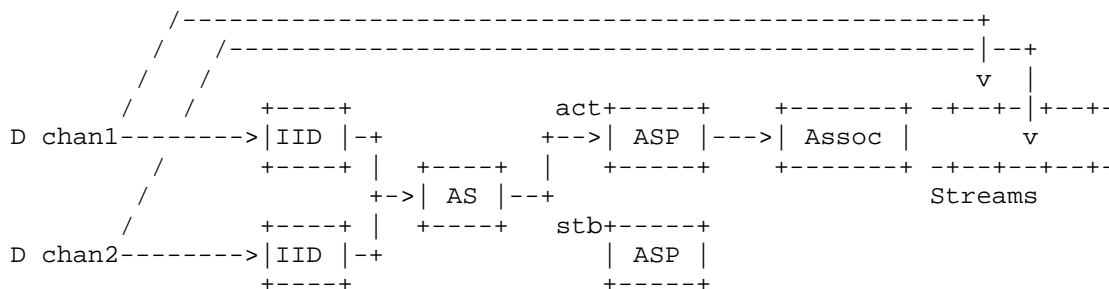 /---------------------------------------------------+
          /    /--------------------------------------------------|--+
         /    /                                                   v  |
        /    /    +----+             act+-----+    +-------+ -+--+-|+--+-
D chan1-------->|IID |-+          +-->| ASP |--->| Assoc |      v
          /     +----+ |  +----+  |   +-----+    +-------+ -+--+--+--+-
         /             +->| AS |--+                        Streams
        /       +----+ |  +----+   stb+-----+
D chan2-------->|IID |-+              | ASP |
                +----+                +-----+